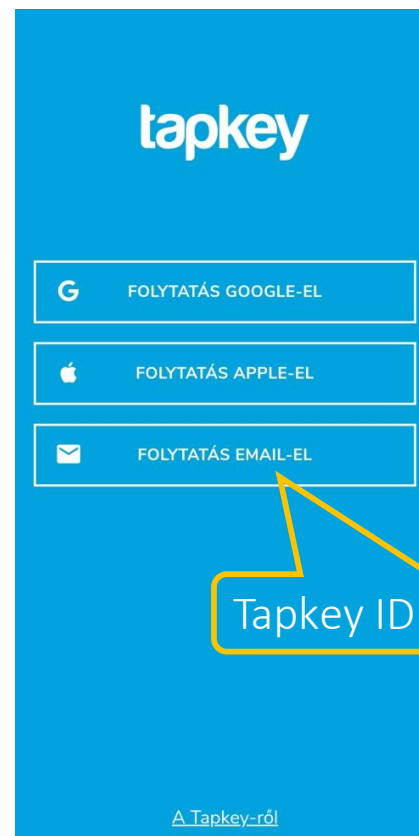 tapkey
G FOLYTATÁS GOOGLE-EL
FOLYTATÁS APPLE-EL
FOLYTATÁS EMAIL-EL
Tapkey ID
A Tapkey-ről